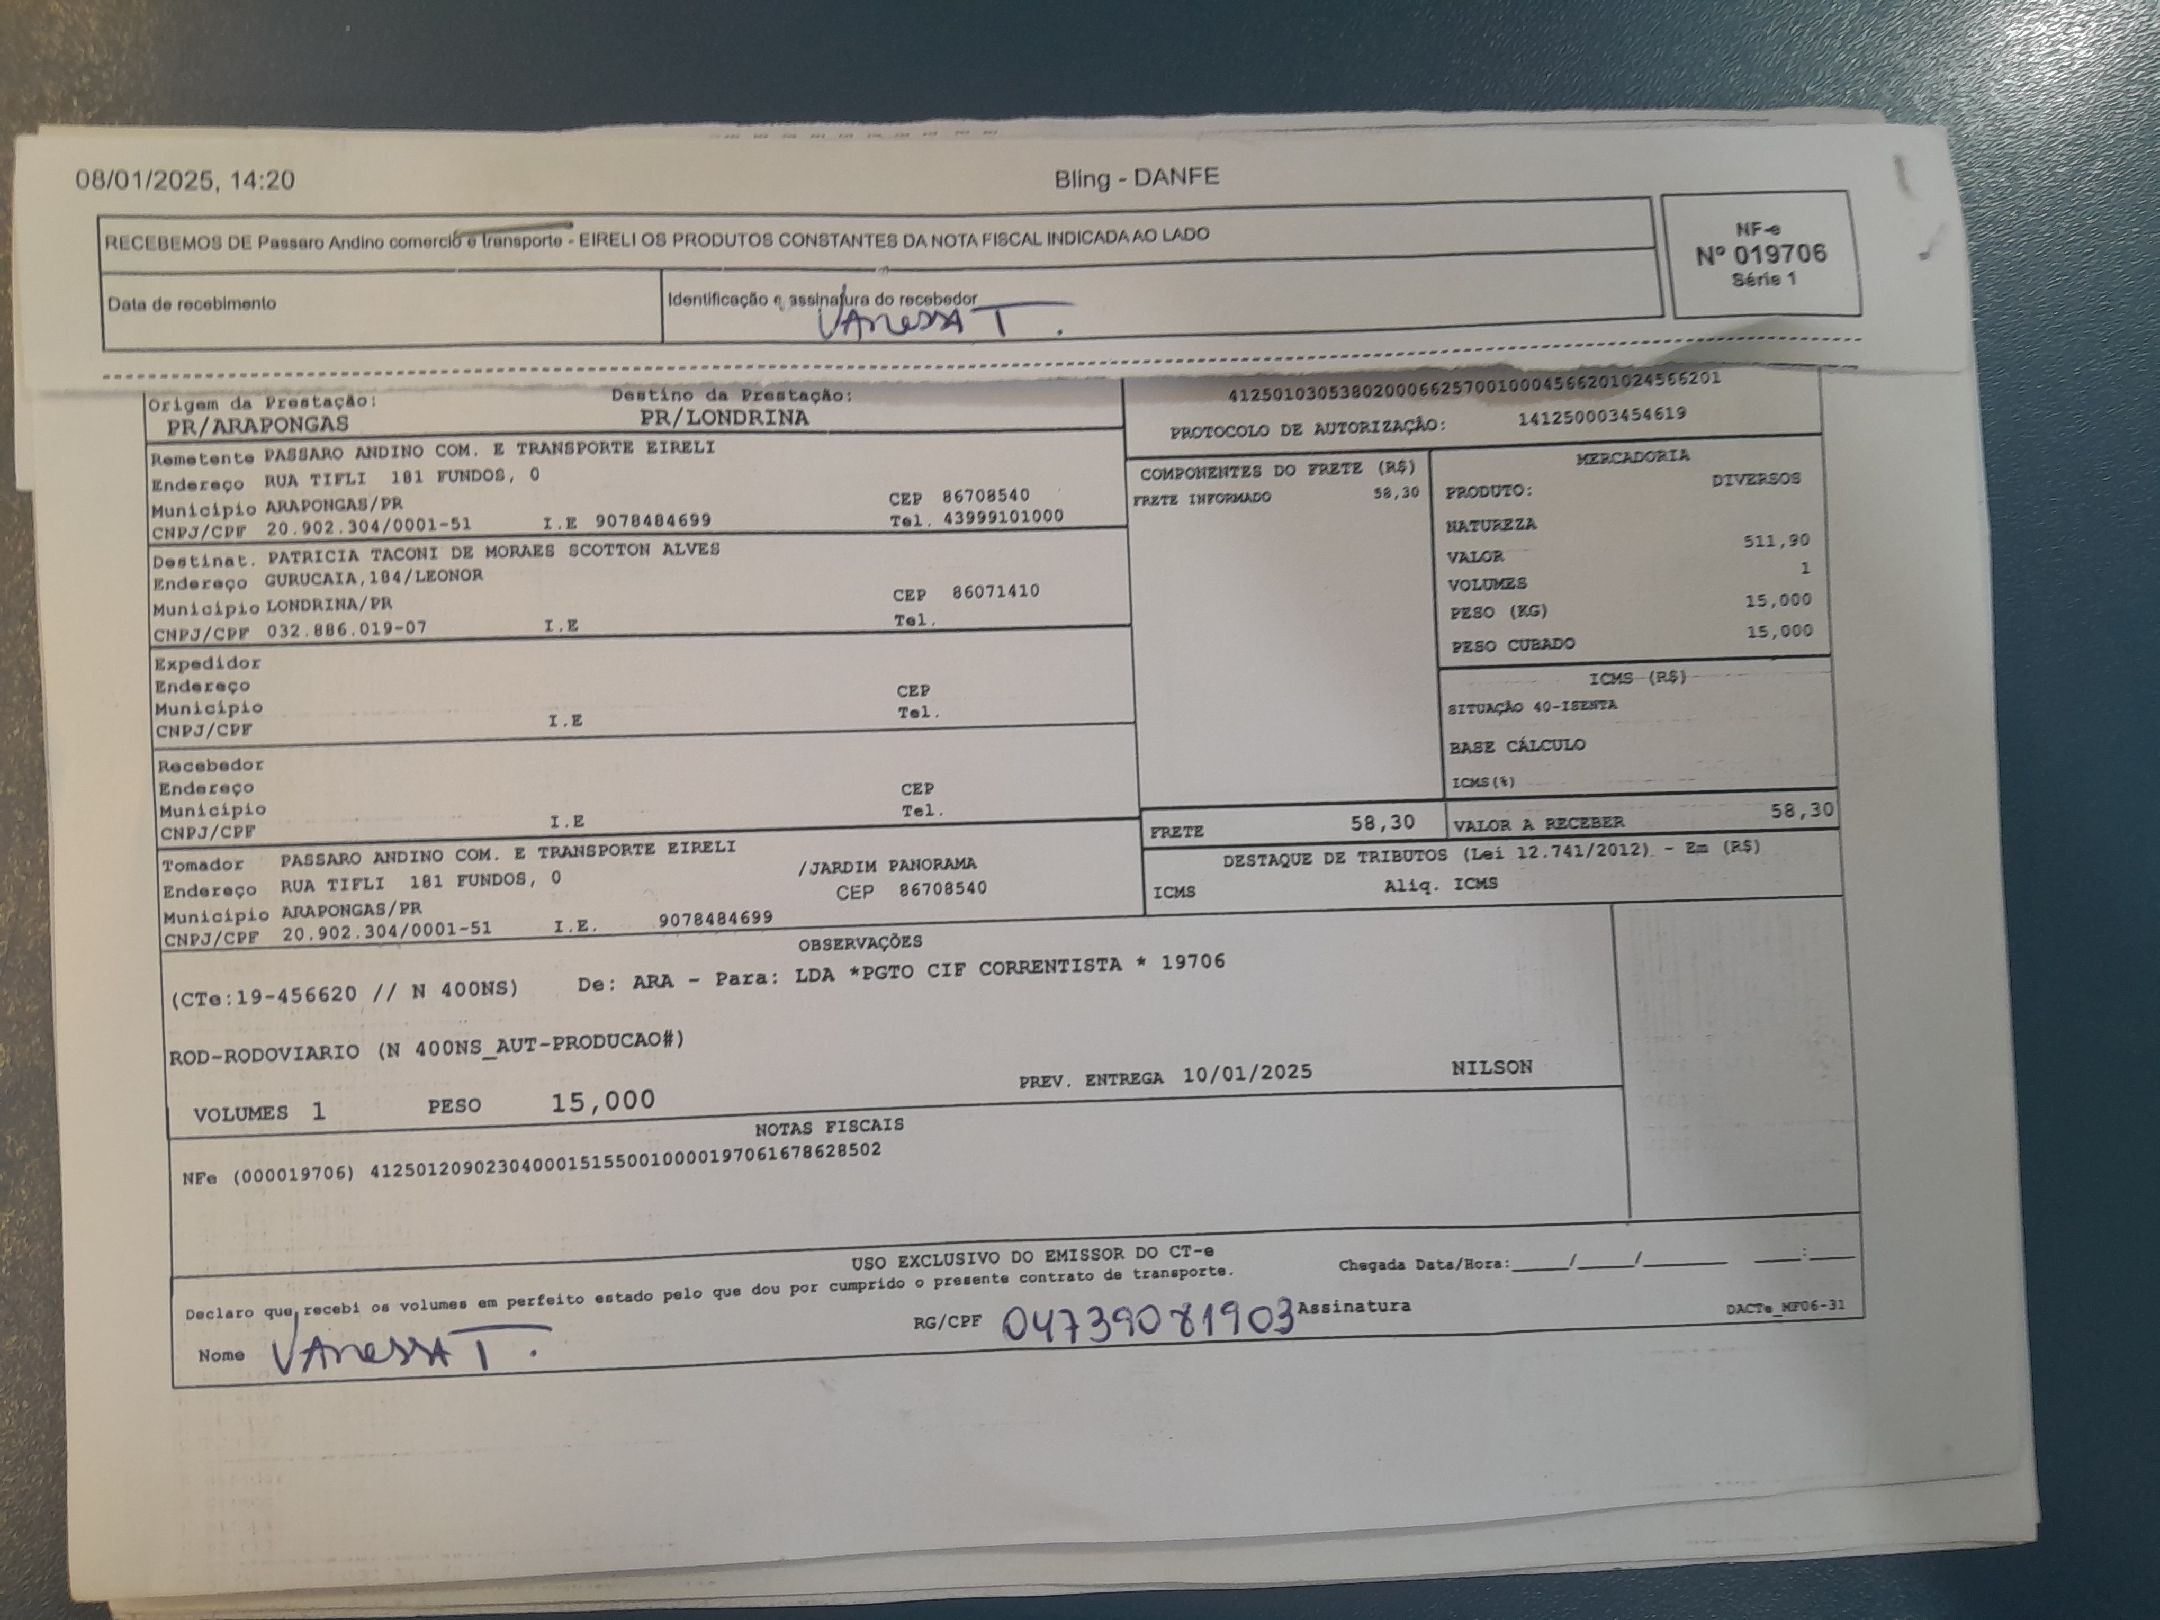 08/01/2025, 14:20 Bling - DANFE
RECEBEMOS DE Passaro Andino comercio e transporte - EIRELI OS PRODUTOS CONSTANTES DA NOTA FISCAL INDICADA AO LADO
NF-e
Nº 019706
Série 1
Data de recebimento
Identificação e assinatura do recebedor
VAnessA T.
Origem da Prestação: Destino da Prestação:
PR/ARAPONGAS PR/LONDRINA
41250103053802000662570010004566201024566201
PROTOCOLO DE AUTORIZAÇÃO: 141250003454619
Remetente PASSARO ANDINO COM. E TRANSPORTE EIRELI
Endereço RUA TIFLI 181 FUNDOS, 0
Município ARAPONGAS/PR CEP 86708540
CNPJ/CPF 20.902.304/0001-51 I.E 9078484699 Tel. 43999101000
Destinat. PATRICIA TACONI DE MORAES SCOTTON ALVES
Endereço GURUCAIA,184/LEONOR
Município LONDRINA/PR CEP 86071410
CNPJ/CPF 032.886.019-07 I.E Tel.
Expedidor
Endereço CEP
Município Tel.
CNPJ/CPF I.E
Recebedor
Endereço CEP
Município Tel.
CNPJ/CPF I.E
Tomador PASSARO ANDINO COM. E TRANSPORTE EIRELI
Endereço RUA TIFLI 181 FUNDOS, 0 /JARDIM PANORAMA
Município ARAPONGAS/PR CEP 86708540
CNPJ/CPF 20.902.304/0001-51 I.E. 9078484699
COMPONENTES DO FRETE (R$)
FRETE INFORMADO 58,30
MERCADORIA
PRODUTO: DIVERSOS
NATUREZA
VALOR 511,90
VOLUMES 1
PESO (KG) 15,000
PESO CUBADO 15,000
ICMS (R$)
SITUAÇÃO 40-ISENTA
BASE CÁLCULO
ICMS(%)
FRETE 58,30 VALOR A RECEBER 58,30
DESTAQUE DE TRIBUTOS (Lei 12.741/2012) - Em (R$)
ICMS Aliq. ICMS
OBSERVAÇÕES
(CTe:19-456620 // N 400NS) De: ARA - Para: LDA *PGTO CIF CORRENTISTA * 19706
ROD-RODOVIARIO (N 400NS_AUT-PRODUCAO#)
VOLUMES 1 PESO 15,000 PREV. ENTREGA 10/01/2025 NILSON
NOTAS FISCAIS
NFe (000019706) 41250120902304000151550010000197061678628502
USO EXCLUSIVO DO EMISSOR DO CT-e
Declaro que recebi os volumes em perfeito estado pelo que dou por cumprido o presente contrato de transporte. Chegada Data/Hora:____/____/______ ____:____
Nome VAnessA T. RG/CPF 04739081903 Assinatura DACTe_MF06-31